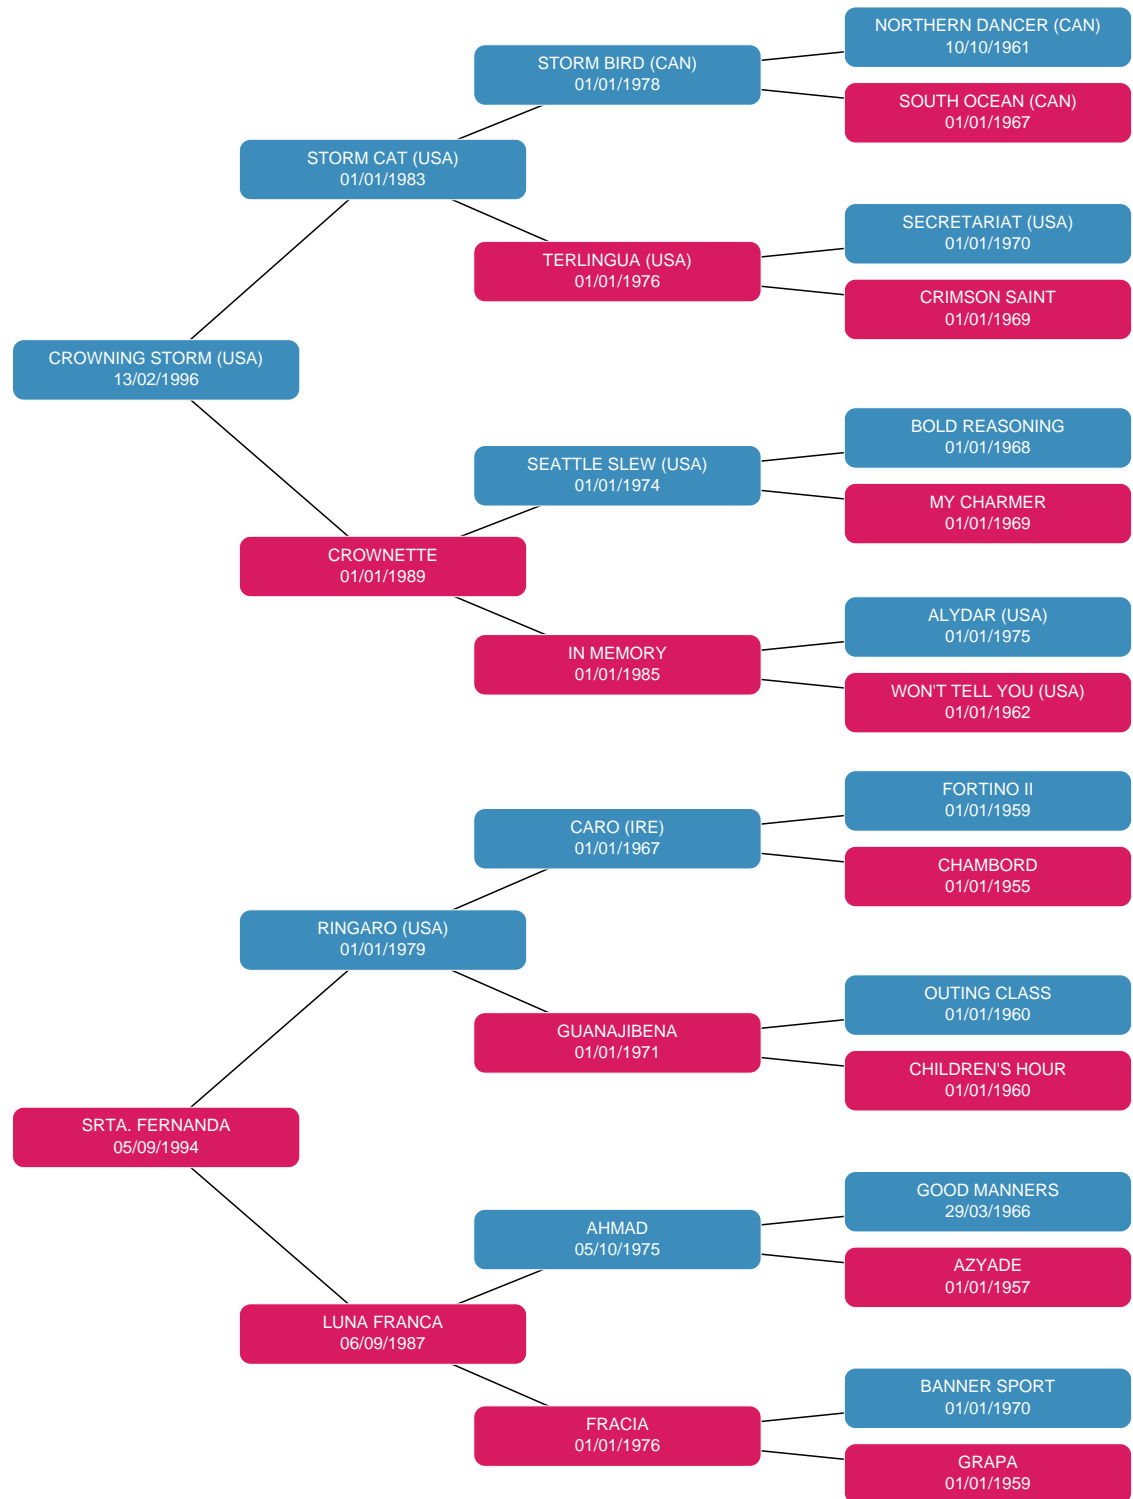 NORTHERN DANCER (CAN)
10/10/1961
STORM BIRD (CAN)
01/01/1978
SOUTH OCEAN (CAN)
01/01/1967
STORM CAT (USA)
01/01/1983
SECRETARIAT (USA)
01/01/1970
TERLINGUA (USA)
01/01/1976
CRIMSON SAINT
01/01/1969
CROWNING STORM (USA)
13/02/1996
BOLD REASONING
01/01/1968
SEATTLE SLEW (USA)
01/01/1974
MY CHARMER
01/01/1969
CROWNETTE
01/01/1989
ALYDAR (USA)
01/01/1975
IN MEMORY
01/01/1985
WON'T TELL YOU (USA)
01/01/1962
FORTINO II
01/01/1959
CARO (IRE)
01/01/1967
CHAMBORD
01/01/1955
RINGARO (USA)
01/01/1979
OUTING CLASS
01/01/1960
GUANAJIBENA
01/01/1971
CHILDREN'S HOUR
01/01/1960
SRTA. FERNANDA
05/09/1994
GOOD MANNERS
29/03/1966
AHMAD
05/10/1975
AZYADE
01/01/1957
LUNA FRANCA
06/09/1987
BANNER SPORT
01/01/1970
FRACIA
01/01/1976
GRAPA
01/01/1959